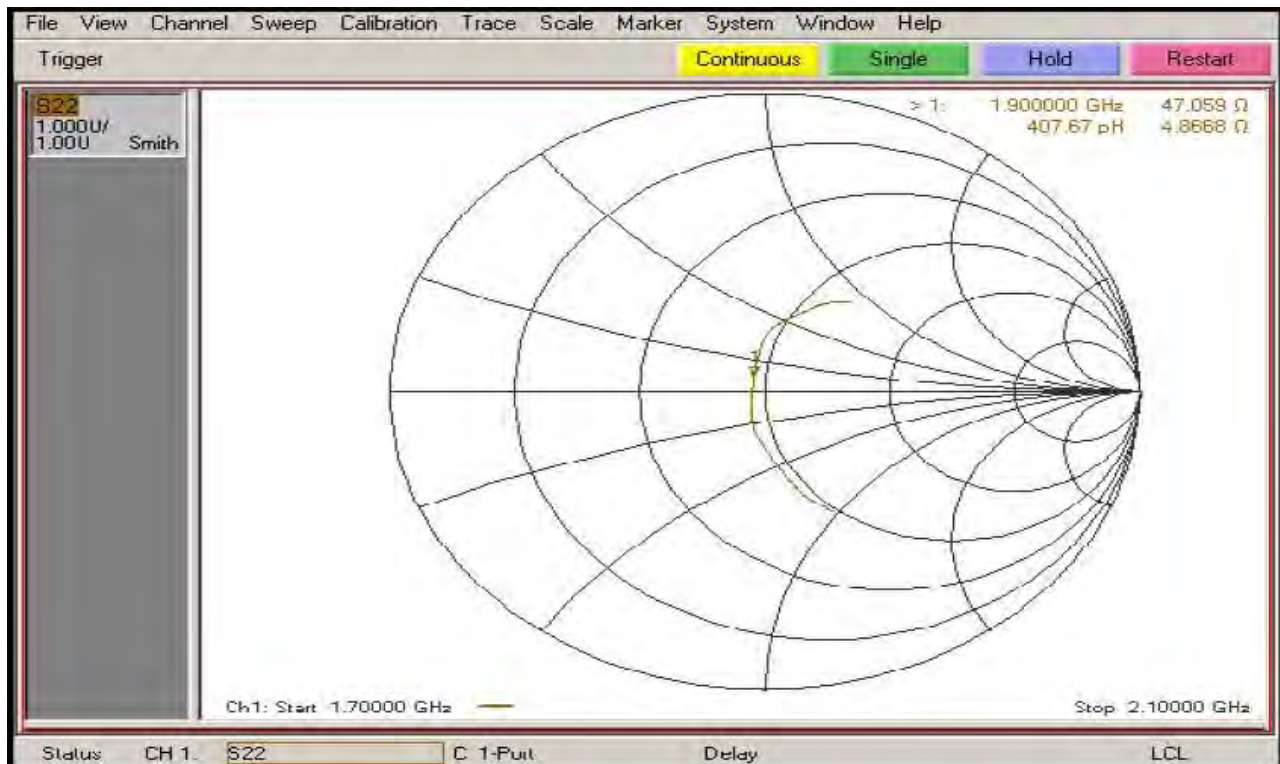 File View Channel Sweep Calibration Trace Scale Marker System Window Help
Trigger Continuous Single Hold Restart
S22
1.000U/
1.00U Smith
> 1: 1.900000 GHz 47.059 Ω
407.67 pH 4.8668 Ω
1
Ch1: Start 1.70000 GHz
Stop 2.10000 GHz
Status CH 1: S22 C 1-Port Delay LCL